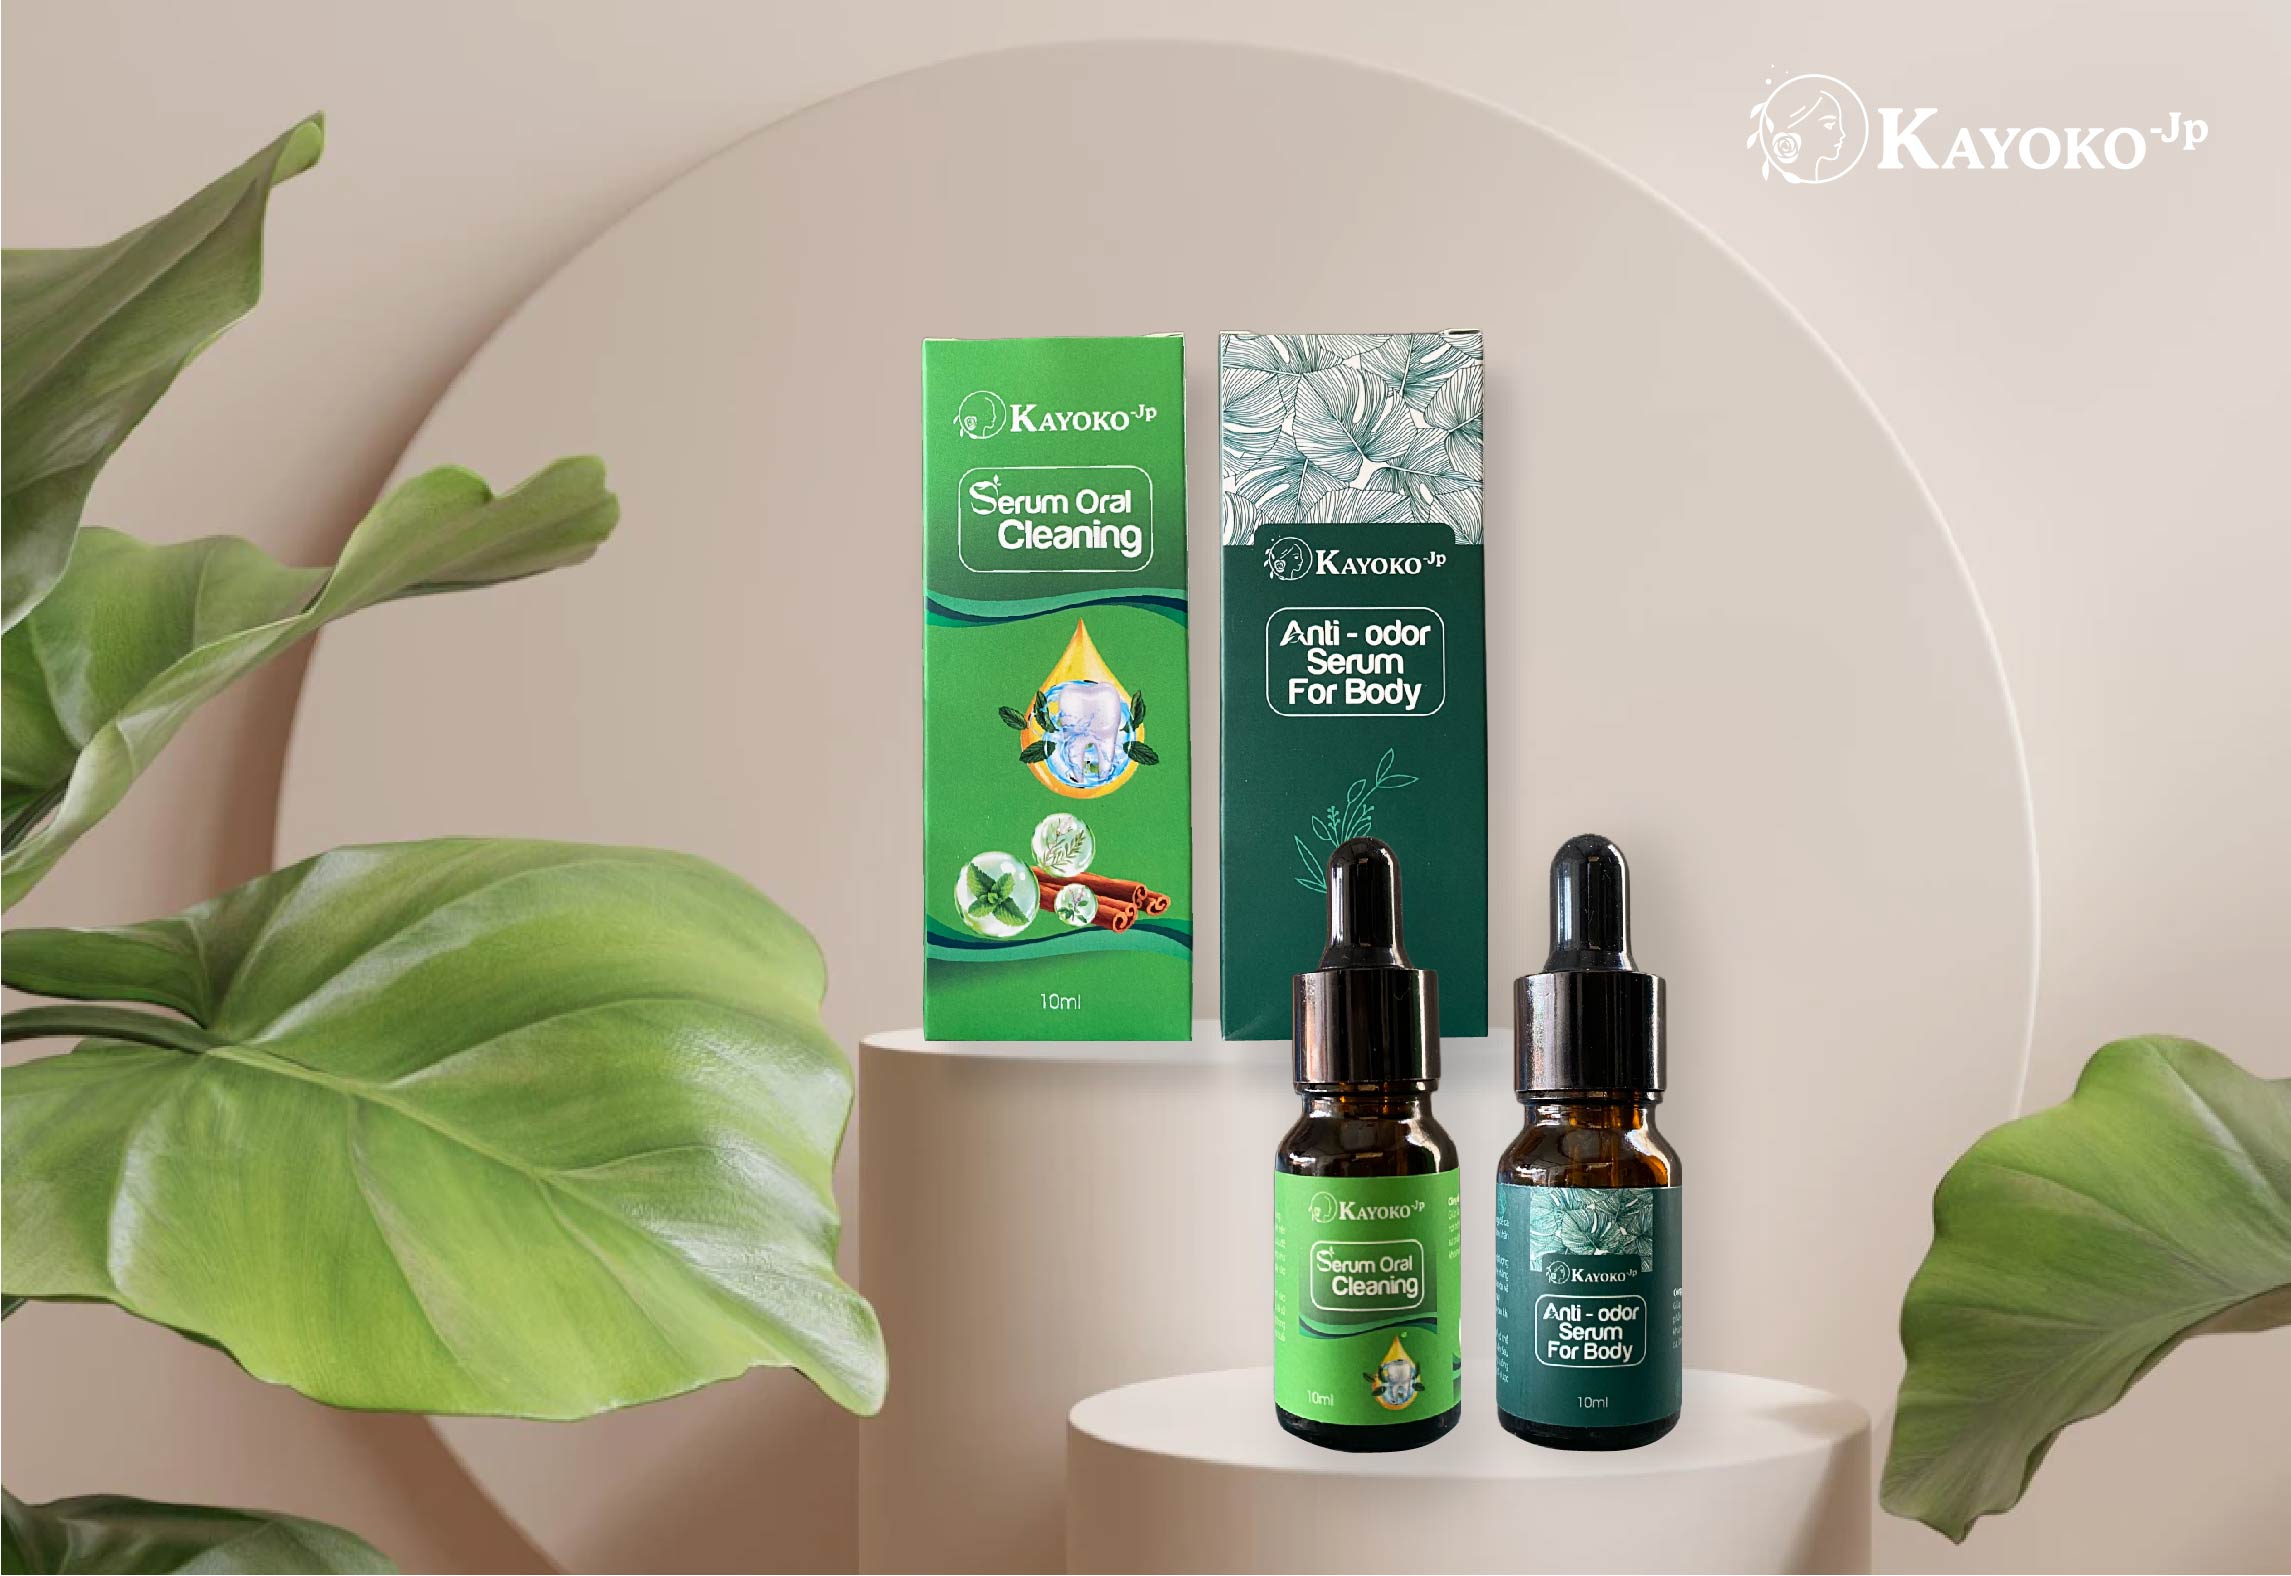 KAYOKO-Jp
KAYOKO-Jp
Serum Oral
Cleaning
10ml
KAYOKO-Jp
Anti - odor
Serum
For Body
KAYOKO-Jp
Serum Oral
Cleaning
10ml
KAYOKO-Jp
Anti - odor
Serum
For Body
10ml